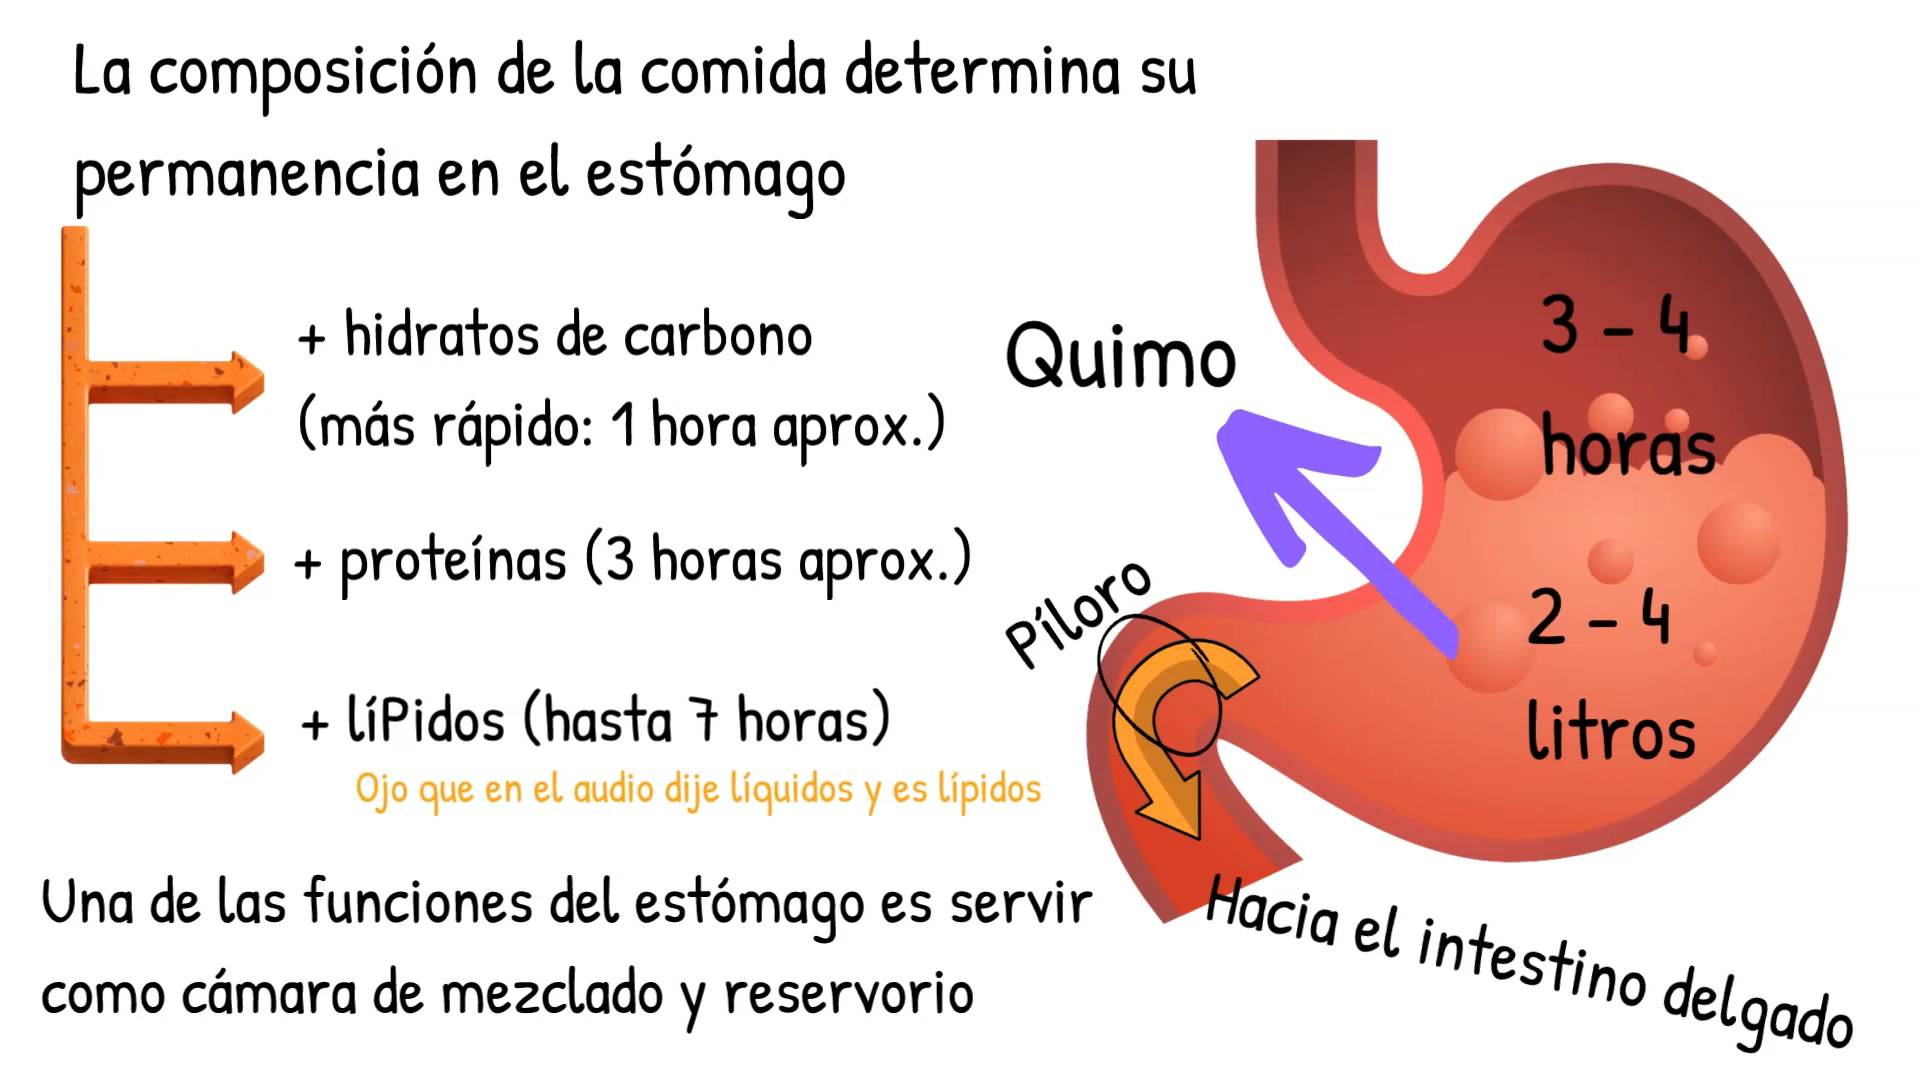 La composición de la comida determina su
permanencia en el estómago
+ hidratos de carbono
(más rápido: 1 hora aprox.)
+ proteínas (3 horas aprox.)
+ líPidos (hasta 7 horas)
Ojo que en el audio dije líquidos y es lípidos
Una de las funciones del estómago es servir
como cámara de mezclado y reservorio
Quimo
Píloro
3 - 4
horas
2 - 4
litros
Hacia el intestino delgado